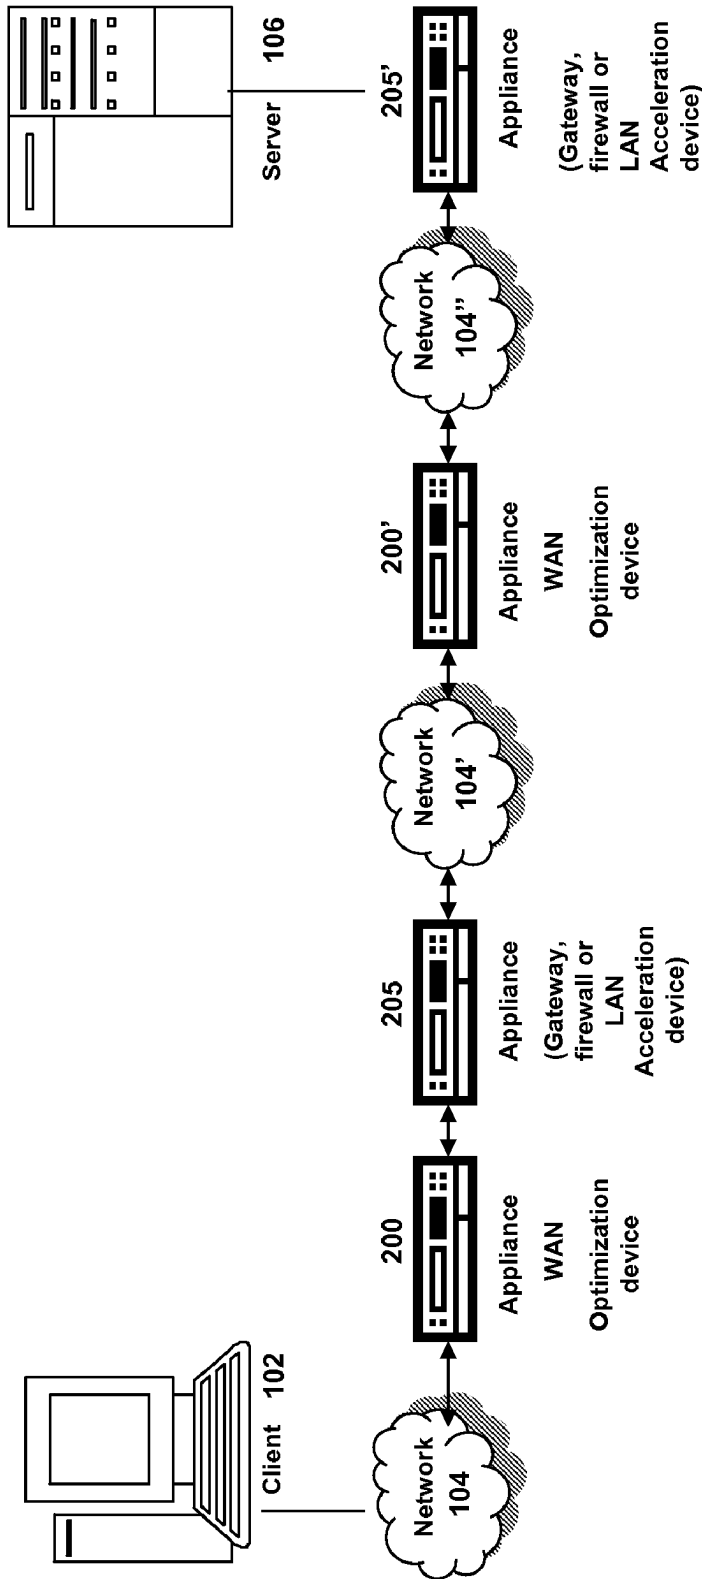 Client 102
Server 106
Network
104
200
Appliance
WAN
Optimization
device
205
Appliance
(Gateway,
firewall or
LAN
Acceleration
device)
Network
104'
200'
Appliance
WAN
Optimization
device
Network
104"
205'
Appliance
(Gateway,
firewall or
LAN
Acceleration
device)